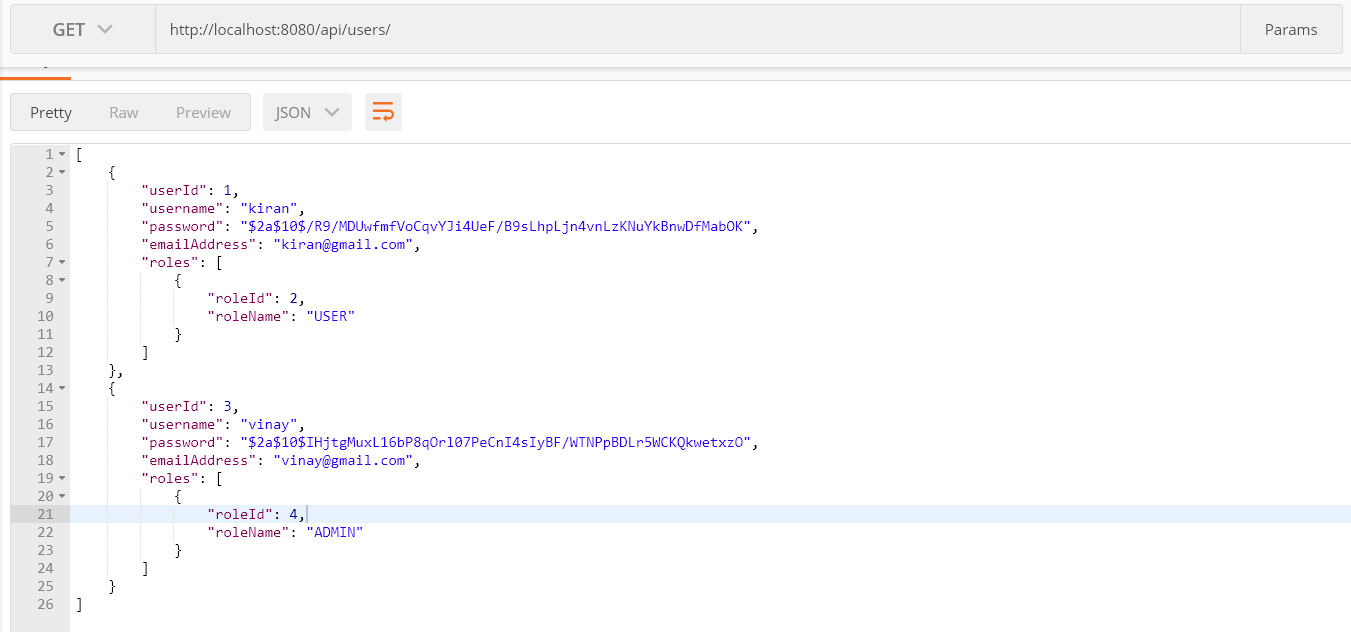 GET http://localhost:8080/api/users/ Params
Pretty Raw Preview JSON
1 [
2 {
3 "userId": 1,
4 "username": "kiran",
5 "password": "$2a$10$/R9/MDUwfmfVoCqvYJi4UeF/B9sLhpLjn4vnLzKNuYkBnwDfMabOK",
6 "emailAddress": "kiran@gmail.com",
7 "roles": [
8 {
9 "roleId": 2,
10 "roleName": "USER"
11 }
12 ]
13 },
14 {
15 "userId": 3,
16 "username": "vinay",
17 "password": "$2a$10$IHjtgMuxL16bP8qOrl07PeCnI4sIyBF/WTNPpBDLr5WCKQkwetxzO",
18 "emailAddress": "vinay@gmail.com",
19 "roles": [
20 {
21 "roleId": 4,
22 "roleName": "ADMIN"
23 }
24 ]
25 }
26 ]